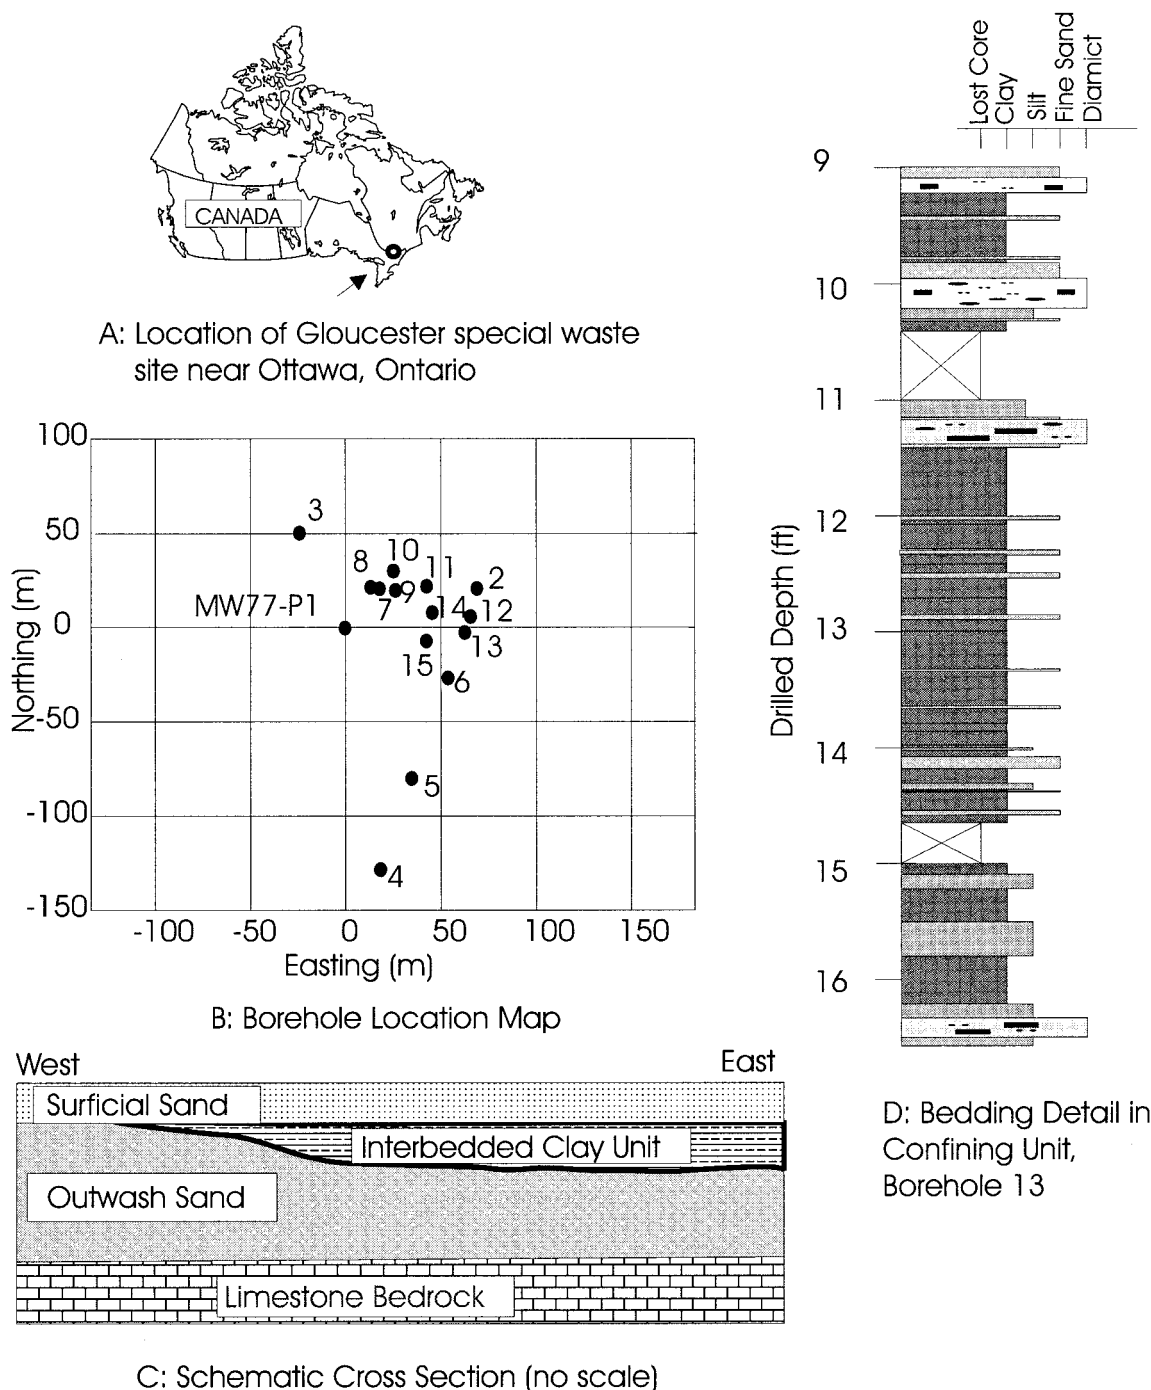 CANADA
A: Location of Gloucester special waste
site near Ottawa, Ontario
100
50
0
-50
-100
-150
Northing (m)
3
10
8
11
2
9
7
14
12
MW77-P1
13
15
6
5
4
-100
-50
0
50
100
150
Easting (m)
B: Borehole Location Map
West
East
Surficial Sand
Interbedded Clay Unit
Outwash Sand
Limestone Bedrock
C: Schematic Cross Section (no scale)
Lost Core
Clay
Silt
Fine Sand
Diamict
9
10
11
12
13
14
15
16
Drilled Depth (ft)
D: Bedding Detail in
Confining Unit,
Borehole 13